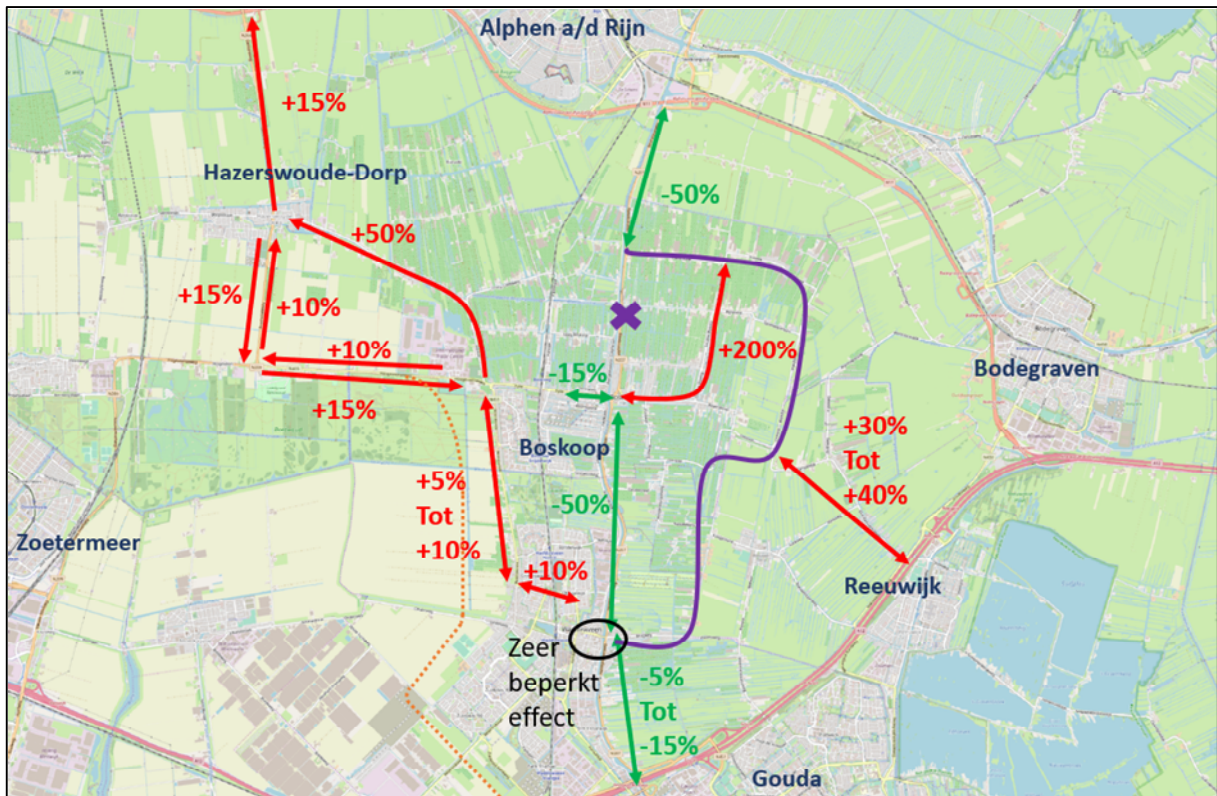 Alphen a/d Rijn
+15%
Hazerswoude-Dorp
-50%
+50%
+15%
+10%
+10%
+200%
-15%
Bodegraven
+15%
Boskoop
+30%
Tot
+40%
+5%
Tot
+10%
-50%
Zoetermeer
+10%
Reeuwijk
Zeer
beperkt
effect
-5%
Tot
-15%
Gouda